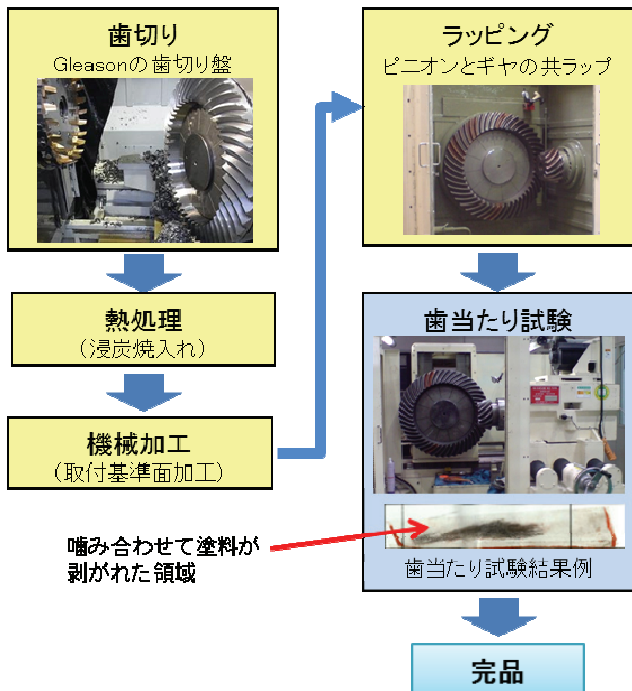 歯切り
Gleasonの歯切り盤
熱処理
（浸炭焼入れ）
機械加工
（取付基準面加工）
ラッピング
ピニオンとギヤの共ラップ
歯当たり試験
噛み合わせて塗料が
剥がれた領域
歯当たり試験結果例
完品